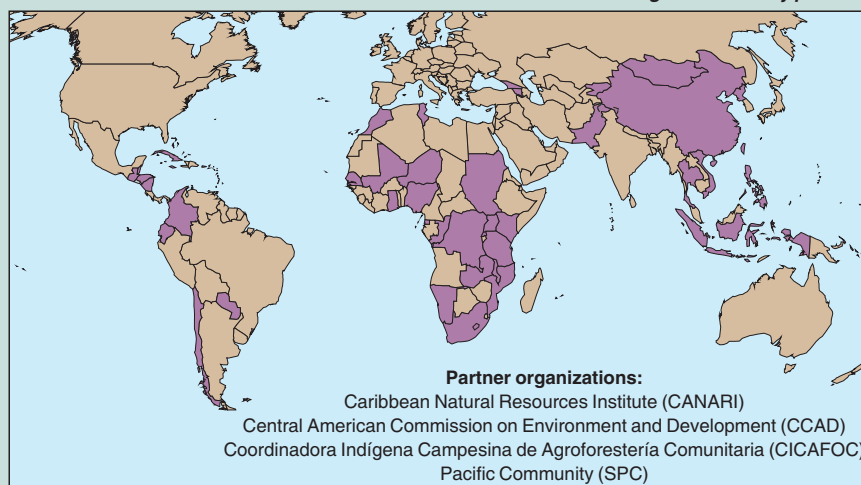 Partner organizations:
Caribbean Natural Resources Institute (CANARI)
Central American Commission on Environment and Development (CCAD)
Coordinadora Indígena Campesina de Agroforestería Comunitaria (CICAFOC)
Pacific Community (SPC)